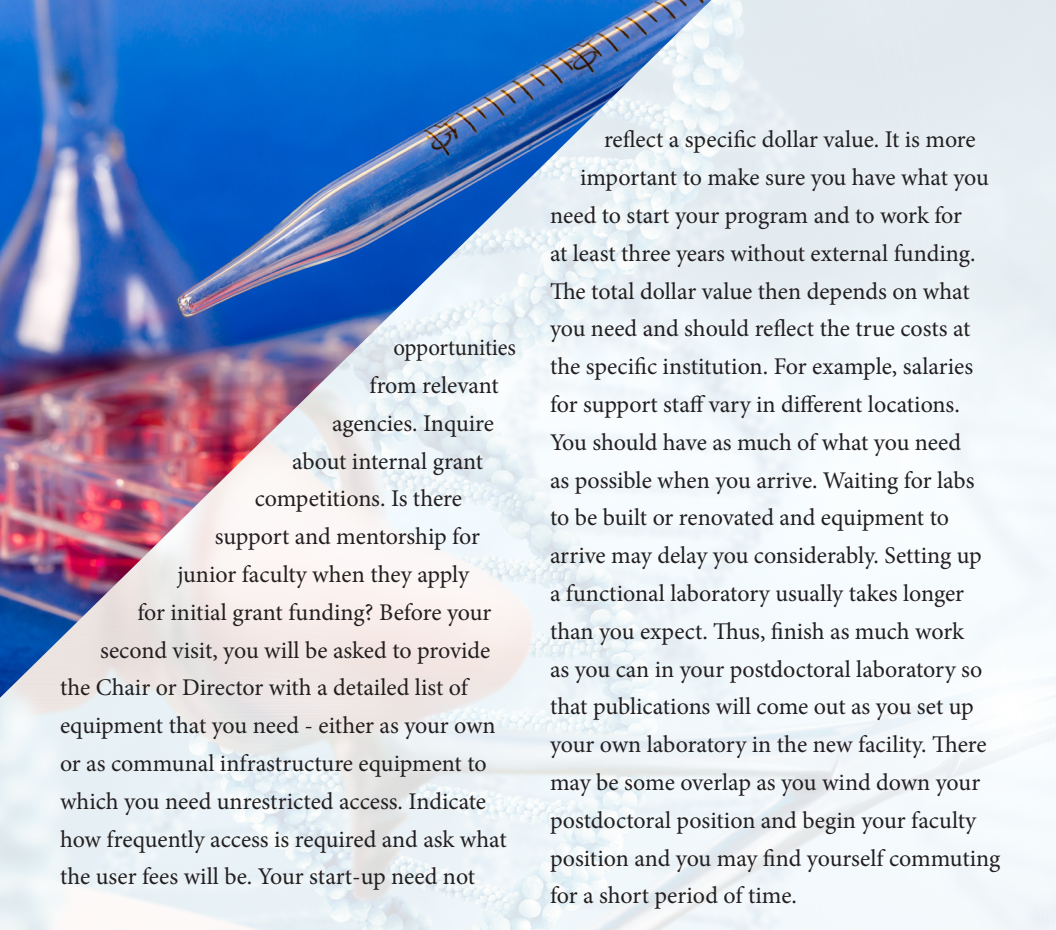 opportunities
from relevant
agencies. Inquire
about internal grant
competitions. Is there
support and mentorship for
junior faculty when they apply
for initial grant funding? Before your
second visit, you will be asked to provide
the Chair or Director with a detailed list of
equipment that you need - either as your own
or as communal infrastructure equipment to
which you need unrestricted access. Indicate
how frequently access is required and ask what
the user fees will be. Your start-up need not
reflect a specific dollar value. It is more
important to make sure you have what you
need to start your program and to work for
at least three years without external funding.
The total dollar value then depends on what
you need and should reflect the true costs at
the specific institution. For example, salaries
for support staff vary in different locations.
You should have as much of what you need
as possible when you arrive. Waiting for labs
to be built or renovated and equipment to
arrive may delay you considerably. Setting up
a functional laboratory usually takes longer
than you expect. Thus, finish as much work
as you can in your postdoctoral laboratory so
that publications will come out as you set up
your own laboratory in the new facility. There
may be some overlap as you wind down your
postdoctoral position and begin your faculty
position and you may find yourself commuting
for a short period of time.